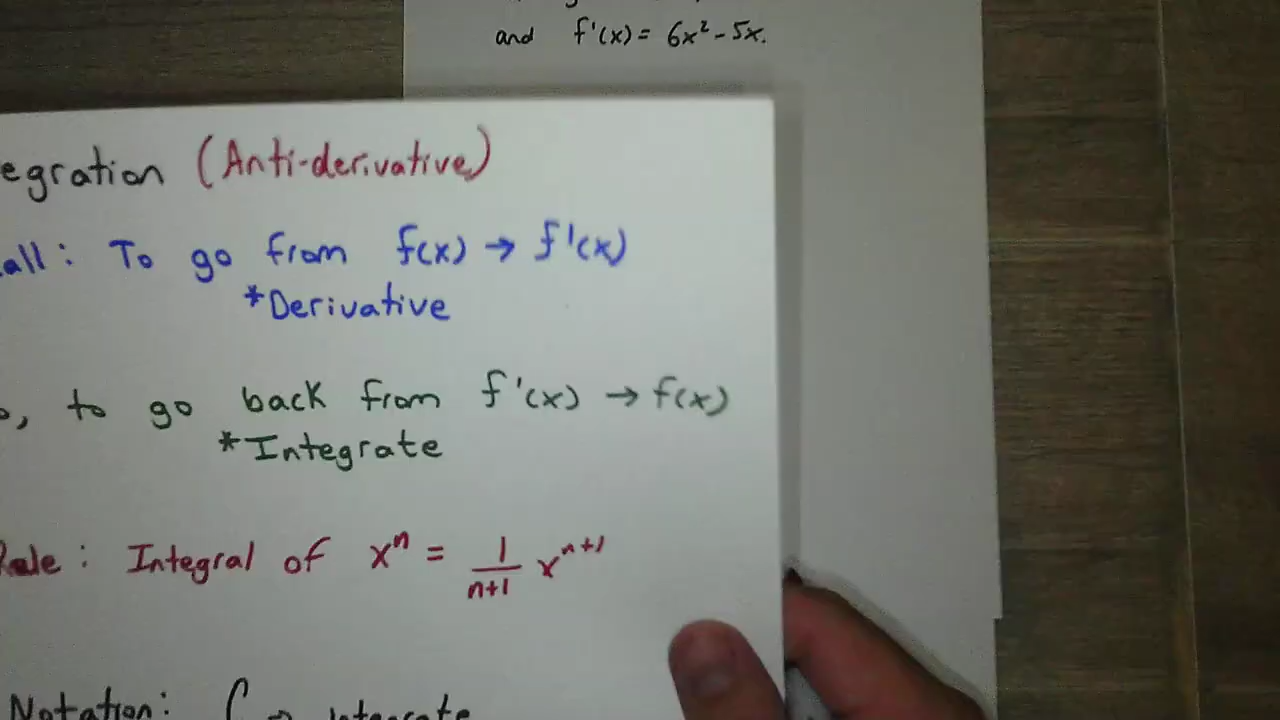 and f'(x) = 6x² - 5x.
egration (Anti-derivative)
all: To go from f(x) → f'(x)
*Derivative
o, to go back from f'(x) → f(x)
*Integrate
Rule: Integral of xⁿ = 1/(n+1) xⁿ⁺¹
Notation: ∫ → integrate